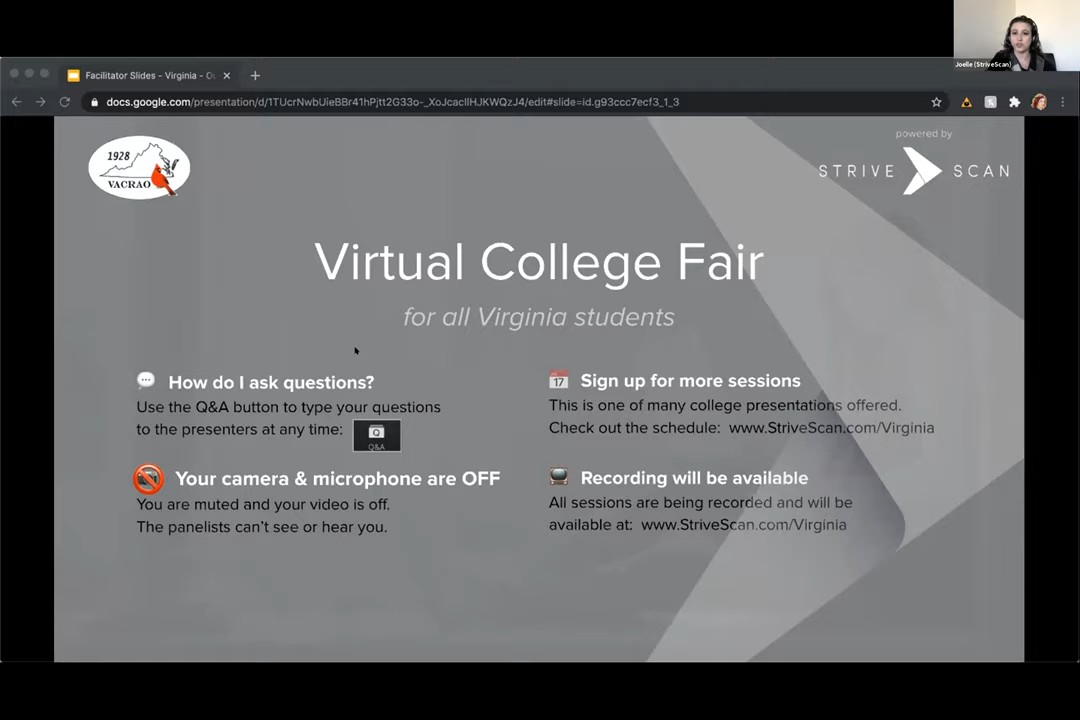 Joelle (StriveScan)
Facilitator Slides - Virginia - O
docs.google.com/presentation/d/1TUcrNwbUieBBr41hPjtt2G33o-_XoJcacIlHJKWQzJ4/edit#slide=id.g93ccc7ecf3_1_3
1928
VACRAO
powered by
STRIVE SCAN
Virtual College Fair
for all Virginia students
How do I ask questions?
Use the Q&A button to type your questions
to the presenters at any time:
Q&A
Your camera & microphone are OFF
You are muted and your video is off.
The panelists can't see or hear you.
17
Sign up for more sessions
This is one of many college presentations offered.
Check out the schedule: www.StriveScan.com/Virginia
Recording will be available
All sessions are being recorded and will be
available at: www.StriveScan.com/Virginia